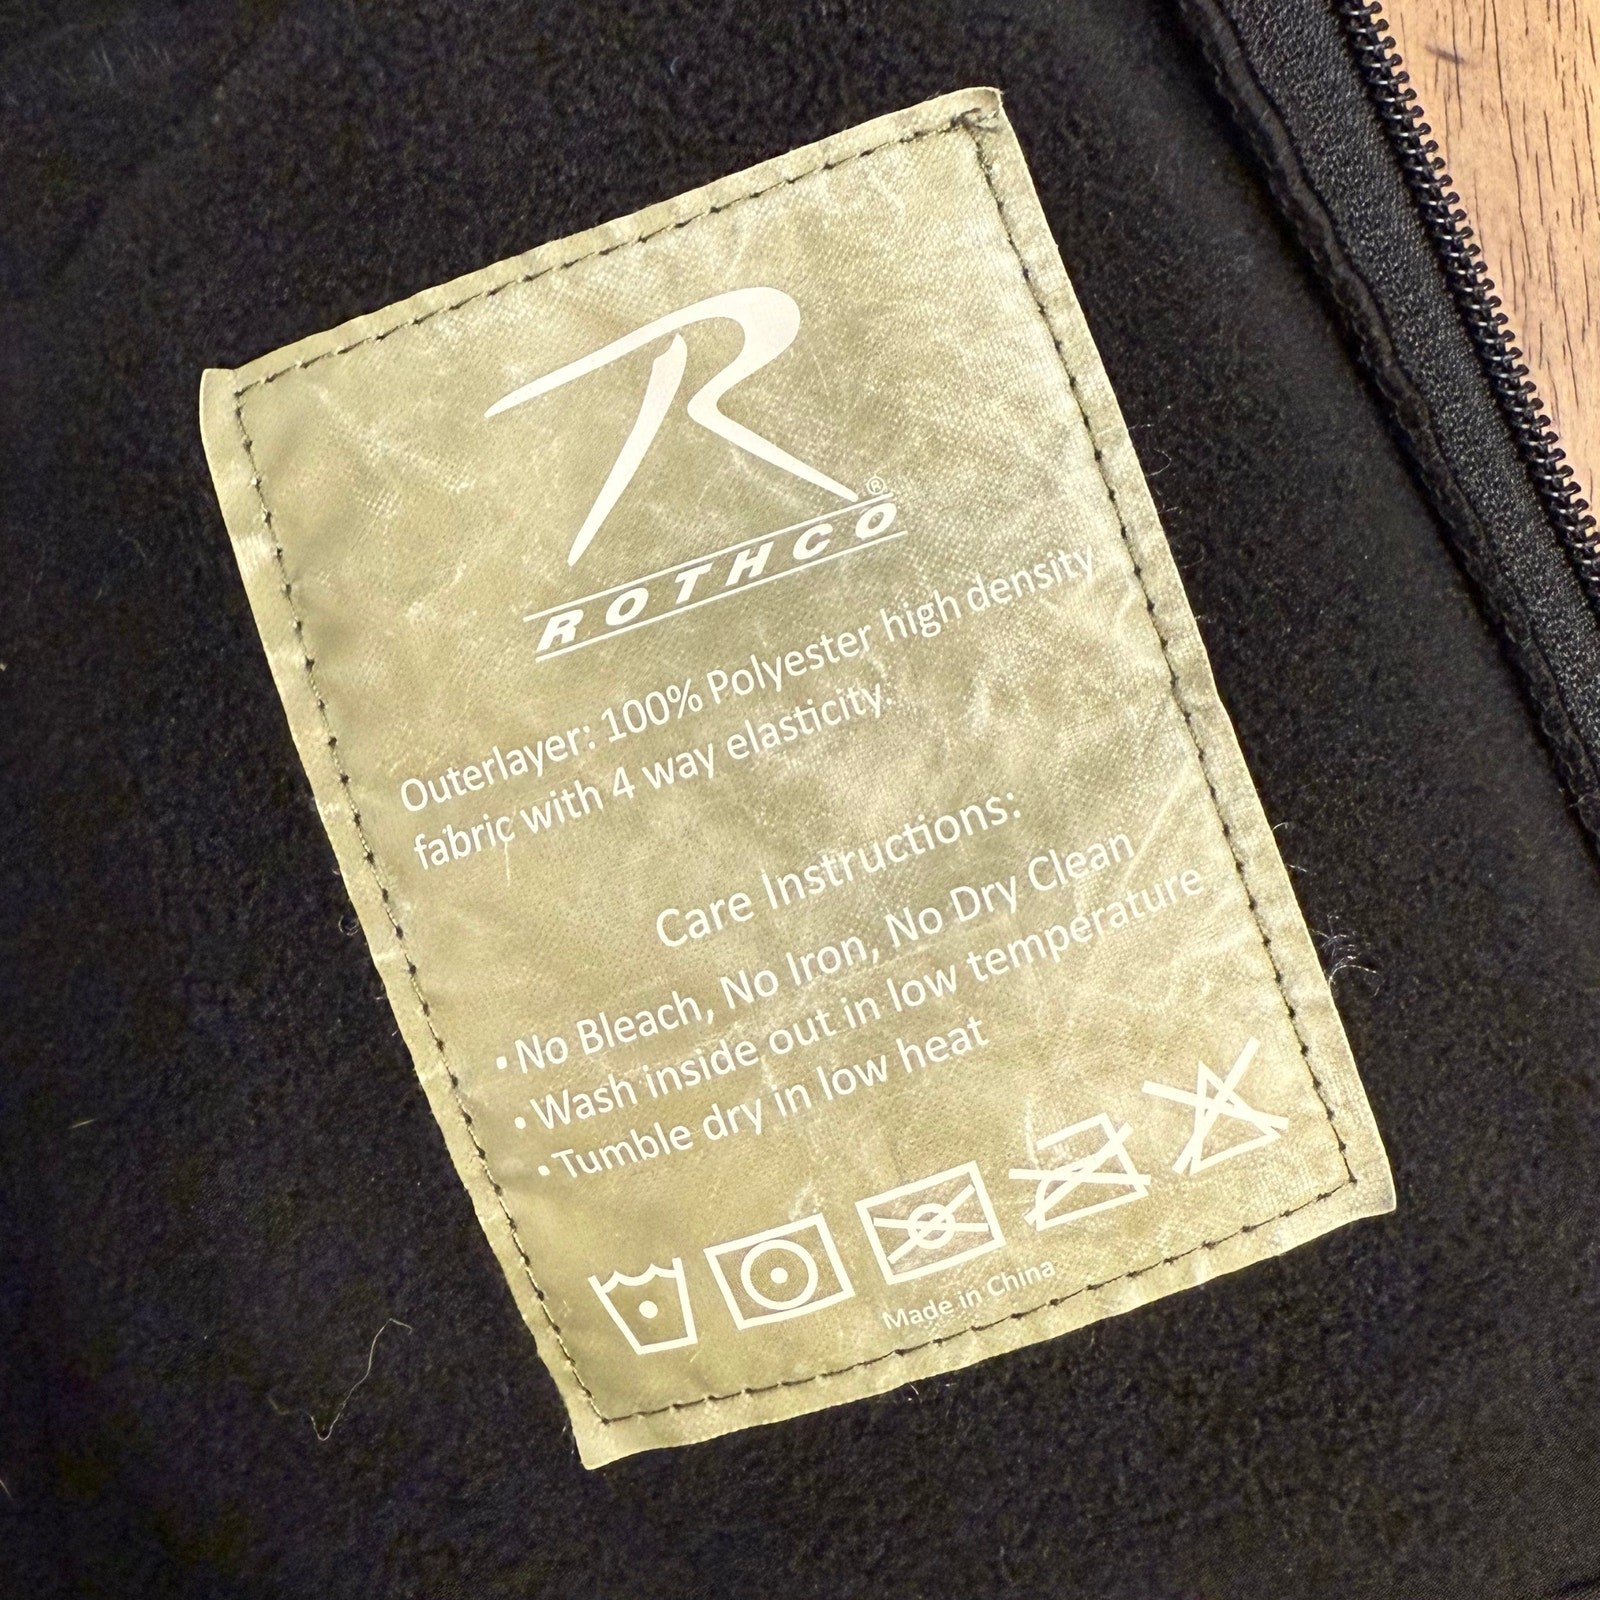 R®
ROTHCO
Outerlayer: 100% Polyester high density
fabric with 4 way elasticity.
Care Instructions:
• No Bleach, No Iron, No Dry Clean
• Wash inside out in low temperature
• Tumble dry in low heat
Made in China